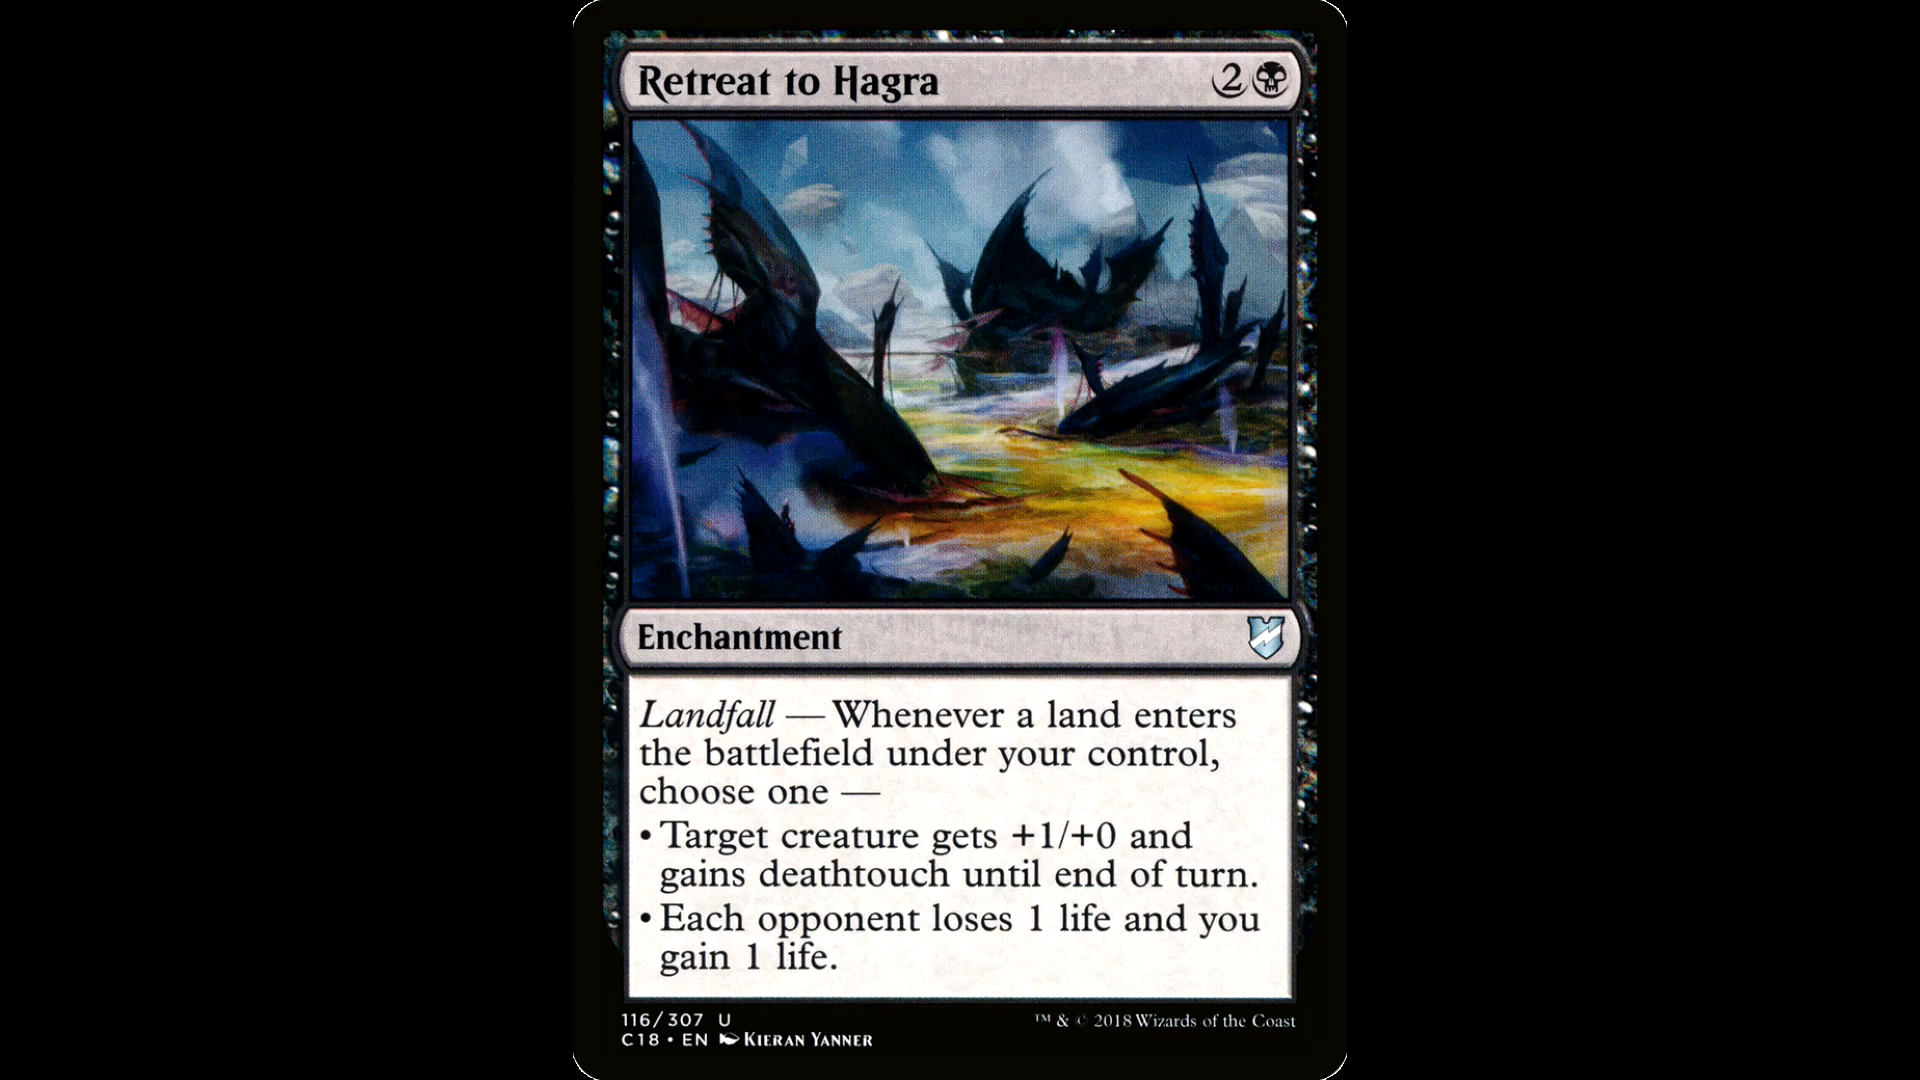 Retreat to Hagra 2
Enchantment
Landfall — Whenever a land enters
the battlefield under your control,
choose one —
• Target creature gets +1/+0 and
gains deathtouch until end of turn.
• Each opponent loses 1 life and you
gain 1 life.
116/307 U ™ & © 2018 Wizards of the Coast
C18 • EN Kieran Yanner